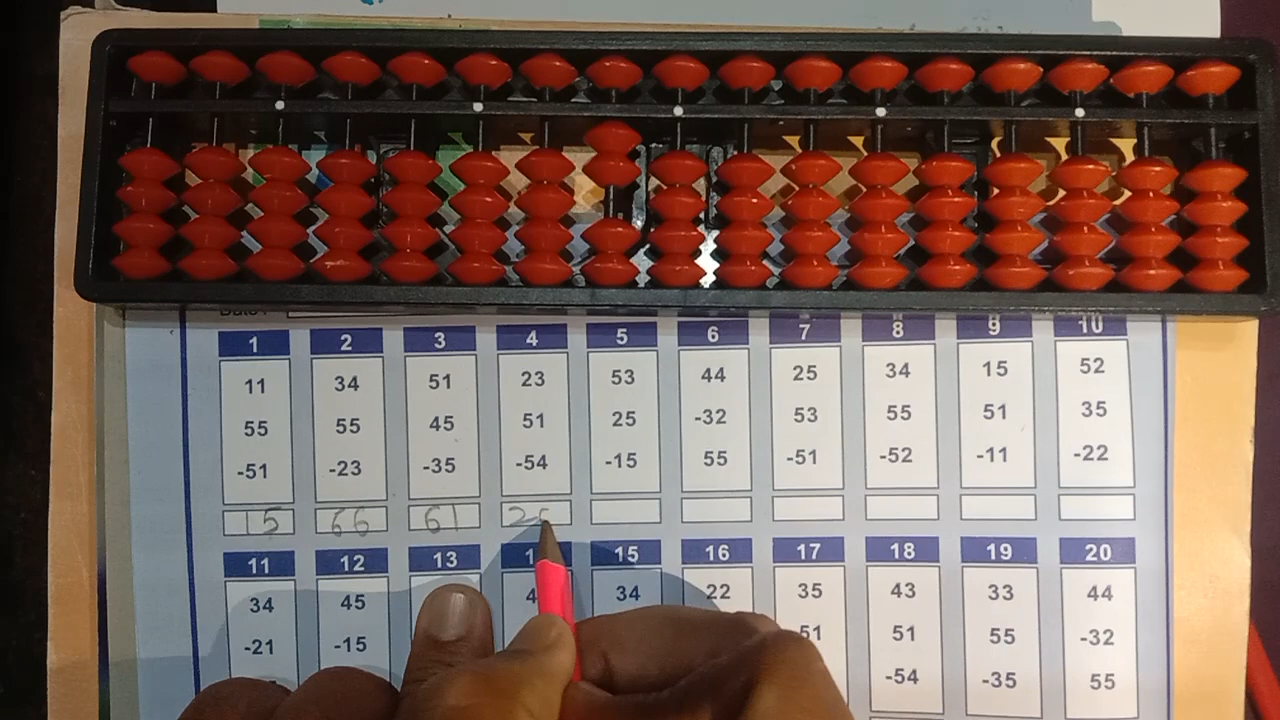 1 2 3 4 5 6 7 8 9 10
11 34 51 23 53 44 25 34 15 52
55 55 45 51 25 -32 53 55 51 35
-51 -23 -35 -54 -15 55 -51 -52 -11 -22
15 66 61 20
11 12 13 15 16 17 18 19 20
34 45 34 22 35 43 33 44
-21 -15 51 51 55 -32
-54 -35 55